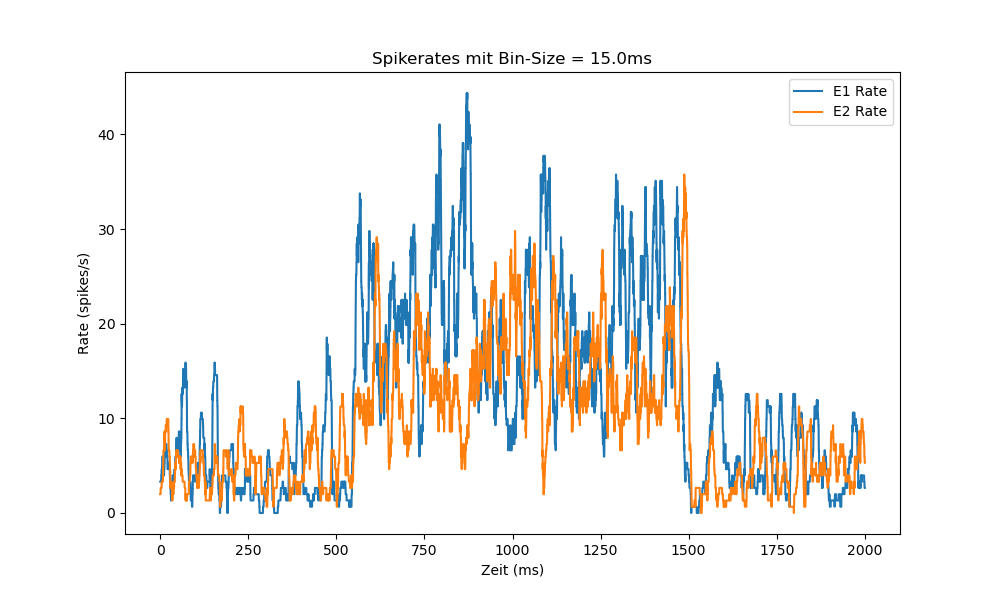 Spikerates mit Bin-Size = 15.0ms
E1 Rate
E2 Rate
40
30
20
10
0
Rate (spikes/s)
0 250 500 750 1000 1250 1500 1750 2000
Zeit (ms)